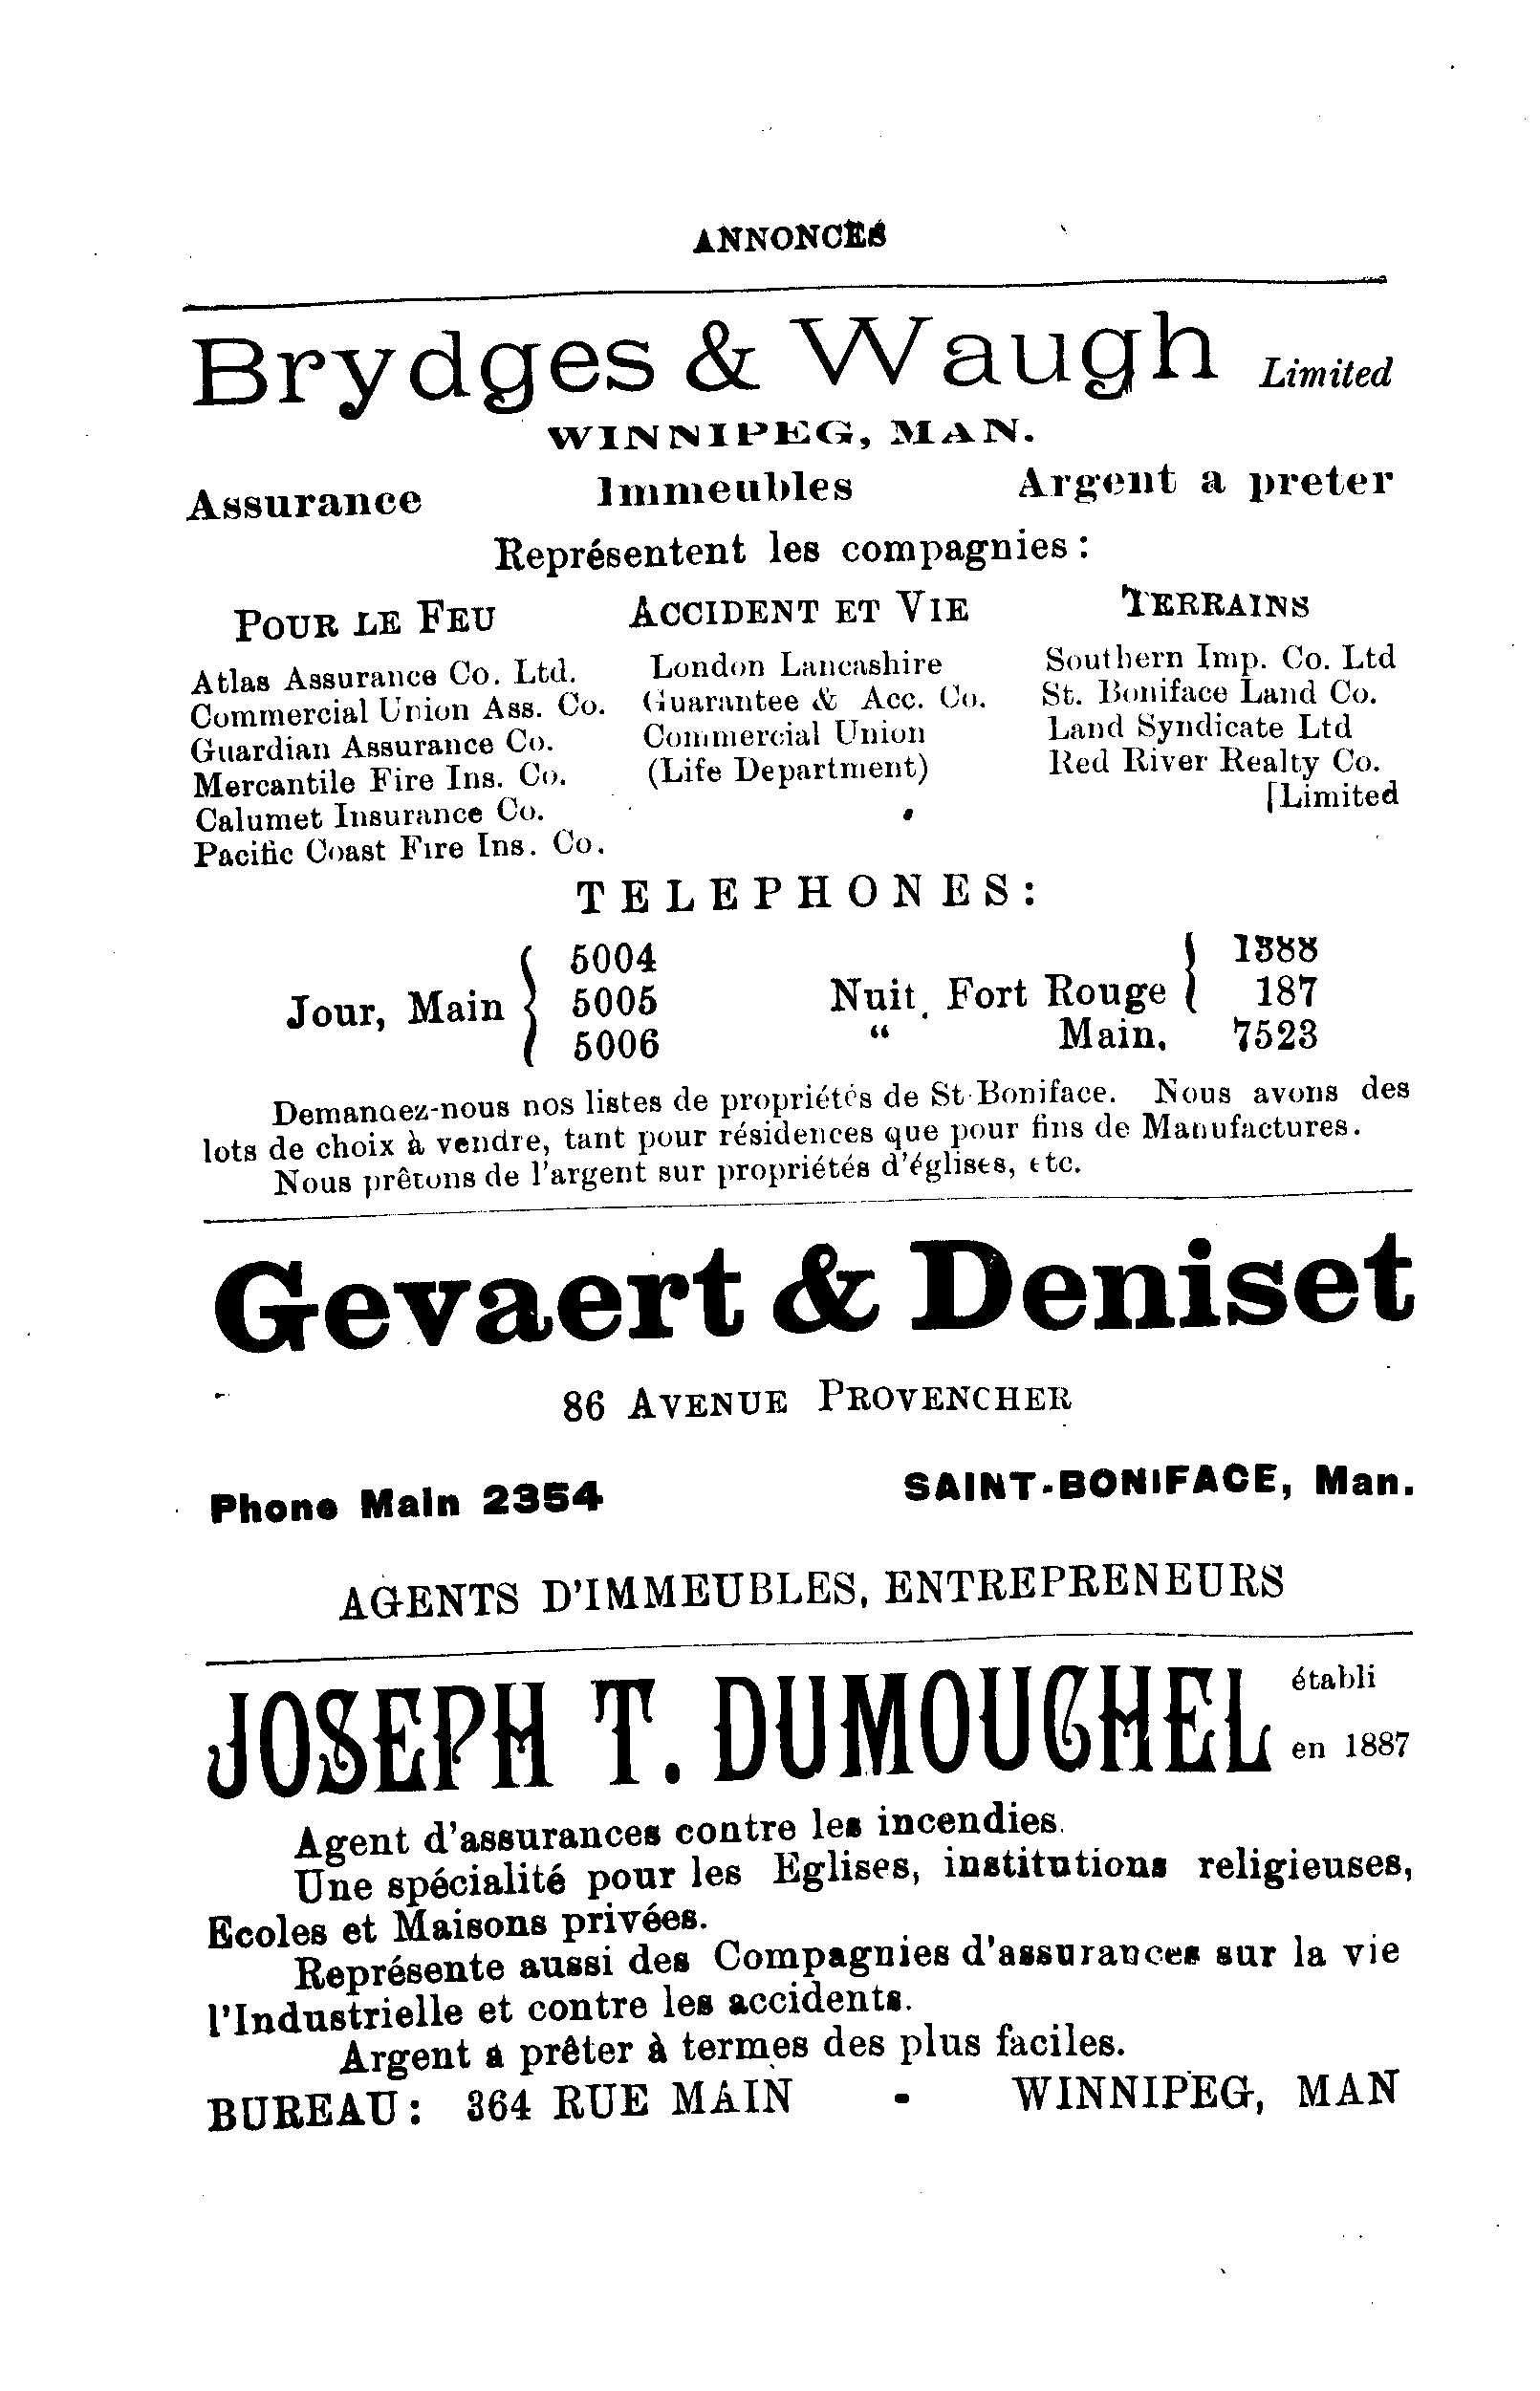 ANNONCES
Brydges & Waugh Limited
WINNIPEG, MAN.
Assurance Immeubles Argent a preter
Représentent les compagnies :
POUR LE FEU ACCIDENT ET VIE TERRAINS
Atlas Assurance Co. Ltd. London Lancashire Southern Imp. Co. Ltd
Commercial Union Ass. Co. Guarantee & Acc. Co. St. Boniface Land Co.
Guardian Assurance Co. Commercial Union Land Syndicate Ltd
Mercantile Fire Ins. Co. (Life Department) Red River Realty Co.
Calumet Insurance Co. [Limited
Pacific Coast Fire Ins. Co.
TELEPHONES:
Jour, Main { 5004 5005 5006
Nuit, Fort Rouge { 1388 187
“ Main. 7523
Demandez-nous nos listes de propriétés de St-Boniface. Nous avons des
lots de choix à vendre, tant pour résidences que pour fins de Manufactures.
Nous prêtons de l'argent sur propriétés d'églises, etc.
Gevaert & Deniset
86 AVENUE PROVENCHER
Phone Main 2354 SAINT-BONIFACE, Man.
AGENTS D'IMMEUBLES, ENTREPRENEURS
JOSEPH T. DUMOUCHEL établi en 1887
Agent d'assurances contre les incendies.
Une spécialité pour les Eglises, institutions religieuses,
Ecoles et Maisons privées.
Représente aussi des Compagnies d'assurances sur la vie
l'Industrielle et contre les accidents.
Argent a prêter à termes des plus faciles.
BUREAU: 364 RUE MAIN - WINNIPEG, MAN